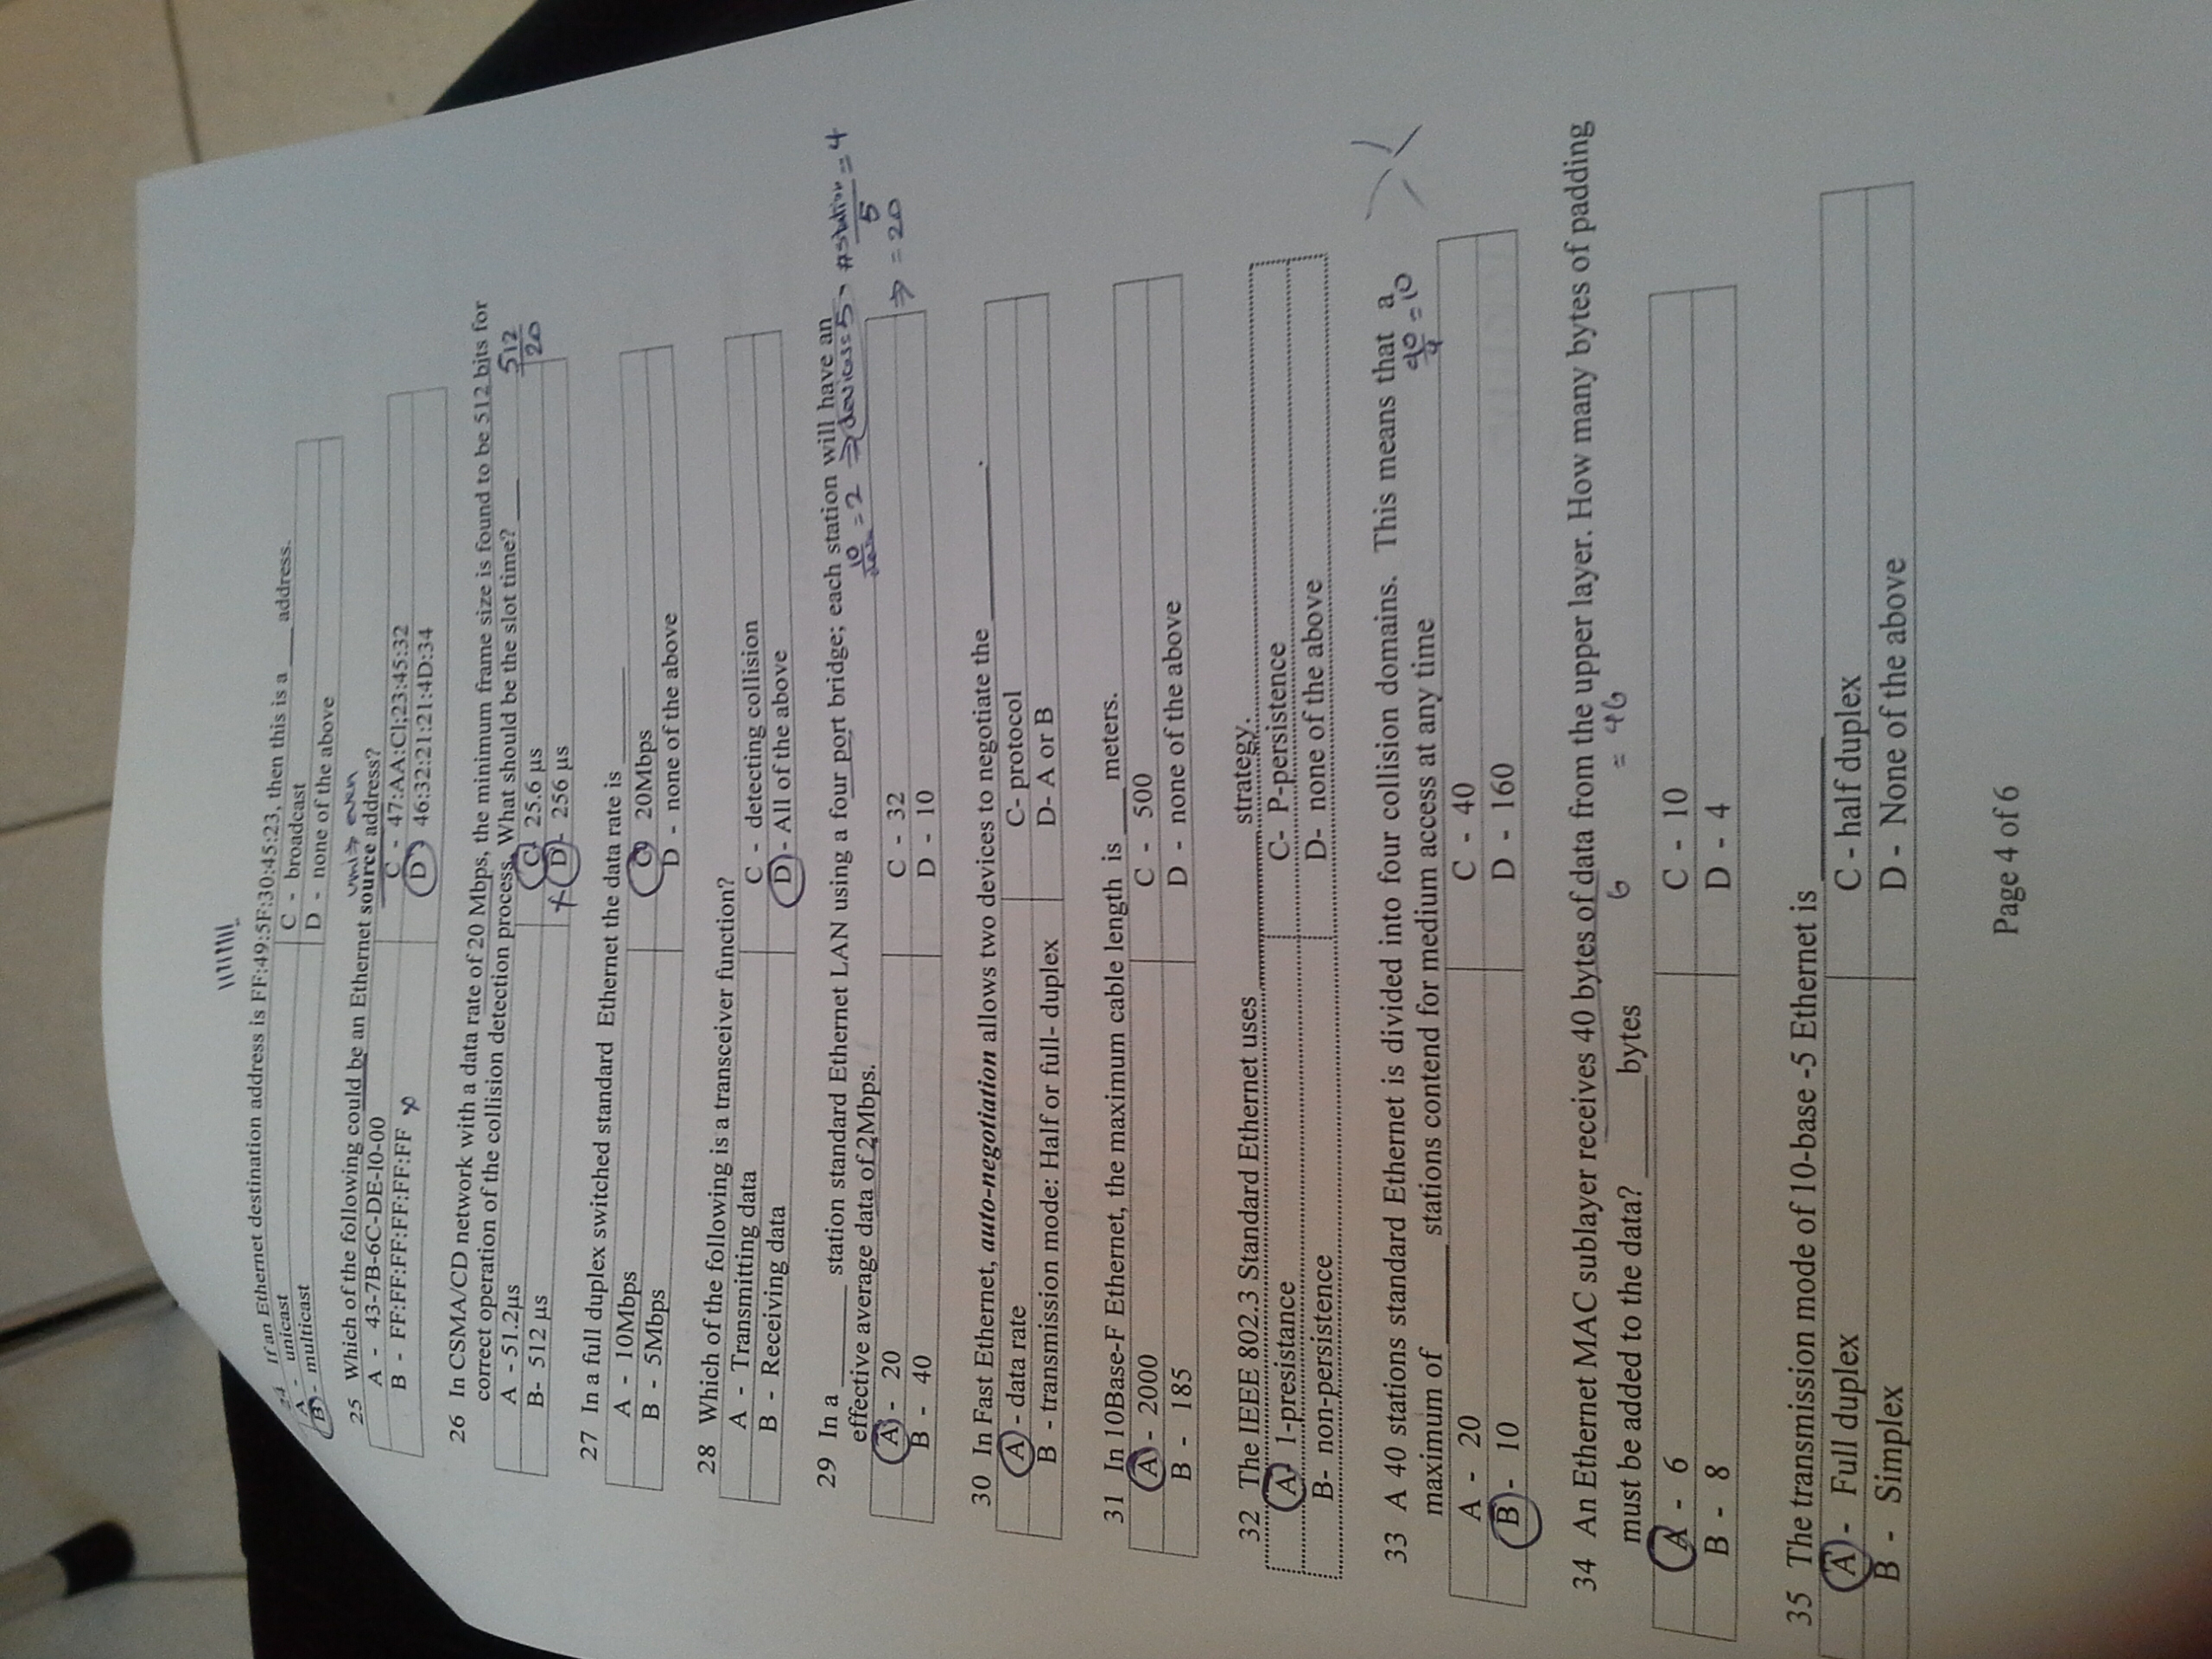 24 If an Ethernet destination address is FF:49:5F:30:45:23, then this is a ___ address.
A - unicast
B - multicast
C - broadcast
D - none of the above
uni → even
25 Which of the following could be an Ethernet source address?
A - 43-7B-6C-DE-10-00
B - FF:FF:FF:FF:FF:FF x
C - 47:AA:C1;23:45:32
D 46:32:21:21:4D:34
26 In CSMA/CD network with a data rate of 20 Mbps, the minimum frame size is found to be 512 bits for
correct operation of the collision detection process. What should be the slot time? ___
A - 51.2µs
B- 512 µs
C 25.6 µs
x D- 256 µs
512
20
27 In a full duplex switched standard Ethernet the data rate is ________
A - 10Mbps
B - 5Mbps
C 20Mbps
D - none of the above
28 Which of the following is a transceiver function?
A - Transmitting data
B - Receiving data
C - detecting collision
D - All of the above
29 In a ________ station standard Ethernet LAN using a four port bridge; each station will have an
effective average data of 2Mbps.
10 = 2 ⇒ devices = 5 #station = 4
5
⇒ = 20
A - 20
B - 40
C - 32
D - 10
30 In Fast Ethernet, auto-negotiation allows two devices to negotiate the ____________.
A - data rate
B - transmission mode: Half or full- duplex
C- protocol
D- A or B
31 In 10Base-F Ethernet, the maximum cable length is ___ meters.
A - 2000
B - 185
C - 500
D - none of the above
32 The IEEE 802.3 Standard Ethernet uses ____________ strategy.
A- 1-presistance
B- non-persistence
C- P-persistence
D- none of the above
33 A 40 stations standard Ethernet is divided into four collision domains. This means that a
maximum of _______ stations contend for medium access at any time
40 = 10
4
A - 20
B - 10
C - 40
D - 160
34 An Ethernet MAC sublayer receives 40 bytes of data from the upper layer. How many bytes of padding
must be added to the data? _______ bytes
6 = 46
A - 6
B - 8
C - 10
D - 4
35 The transmission mode of 10-base -5 Ethernet is _________
A - Full duplex
B - Simplex
C - half duplex
D - None of the above
Page 4 of 6